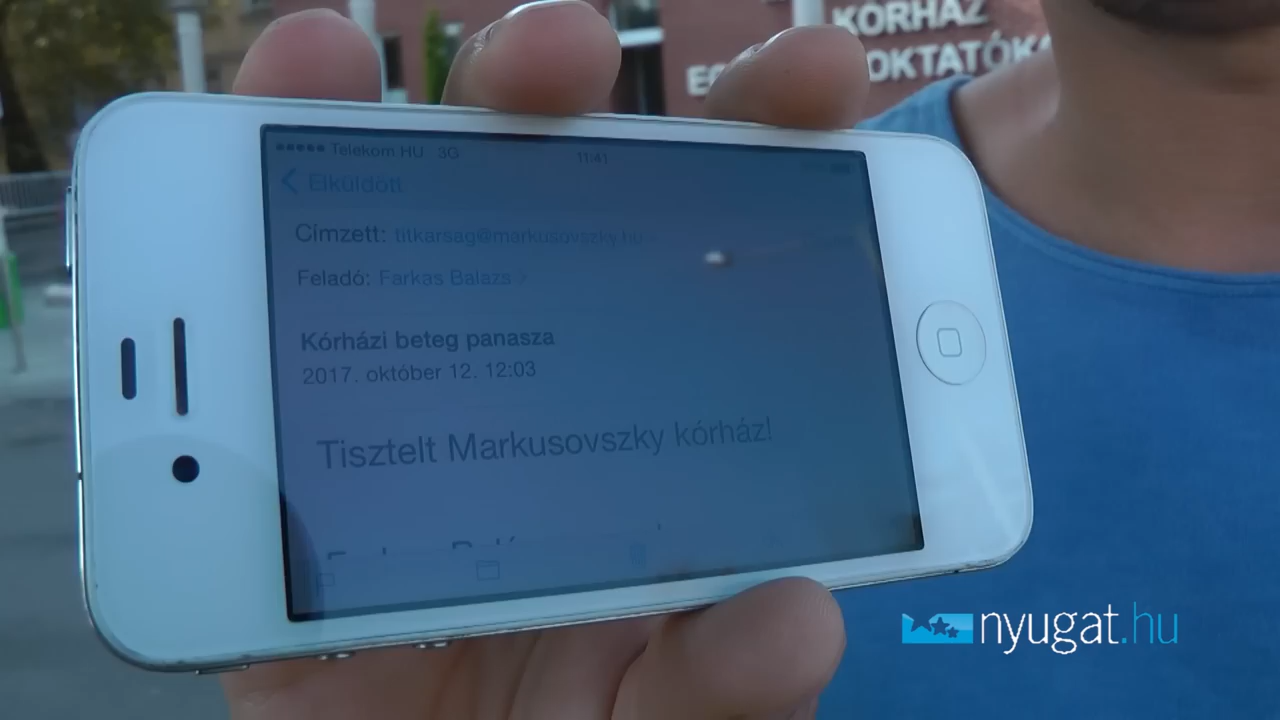 KÓRHÁZ
OKTATÓK
Telekom HU 3G 11:41
Elküldött
Címzett: titkarsag@markusovszky.hu
Feladó: Farkas Balazs
Kórházi beteg panasza
2017. október 12. 12:03
Tisztelt Markusovszky kórház!
nyugat.hu